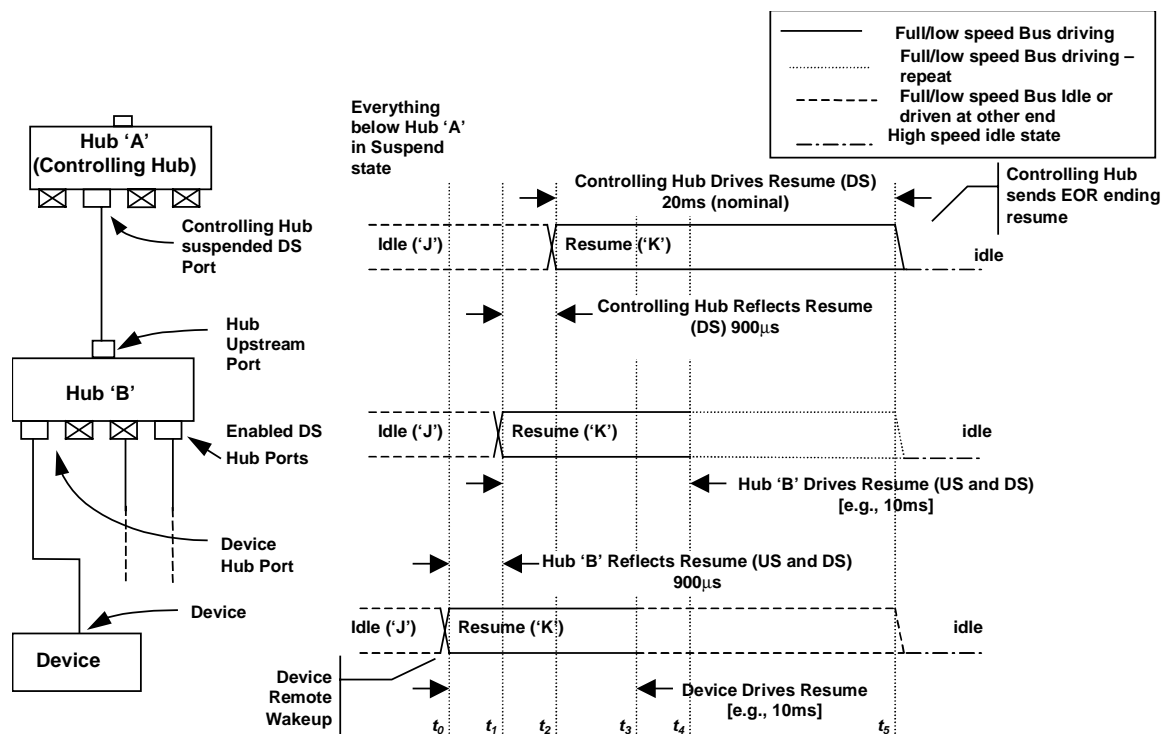 Full/low speed Bus driving
Full/low speed Bus driving –
repeat
Full/low speed Bus Idle or
driven at other end
High speed idle state
Hub ‘A’
(Controlling Hub)
Controlling Hub
suspended DS
Port
Hub
Upstream
Port
Hub ‘B’
Enabled DS
Hub Ports
Device
Hub Port
Device
Device
Everything
below Hub ‘A’
in Suspend
state
Controlling Hub Drives Resume (DS)
20ms (nominal)
Controlling Hub
sends EOR ending
resume
Idle (‘J’)
Resume (‘K’)
idle
Controlling Hub Reflects Resume
(DS) 900μs
Idle (‘J’)
Resume (‘K’)
idle
Hub ‘B’ Drives Resume (US and DS)
[e.g., 10ms]
Hub ‘B’ Reflects Resume (US and DS)
900μs
Idle (‘J’)
Resume (‘K’)
idle
Device
Remote
Wakeup
Device Drives Resume
[e.g., 10ms]
t0 t1 t2 t3 t4 t5